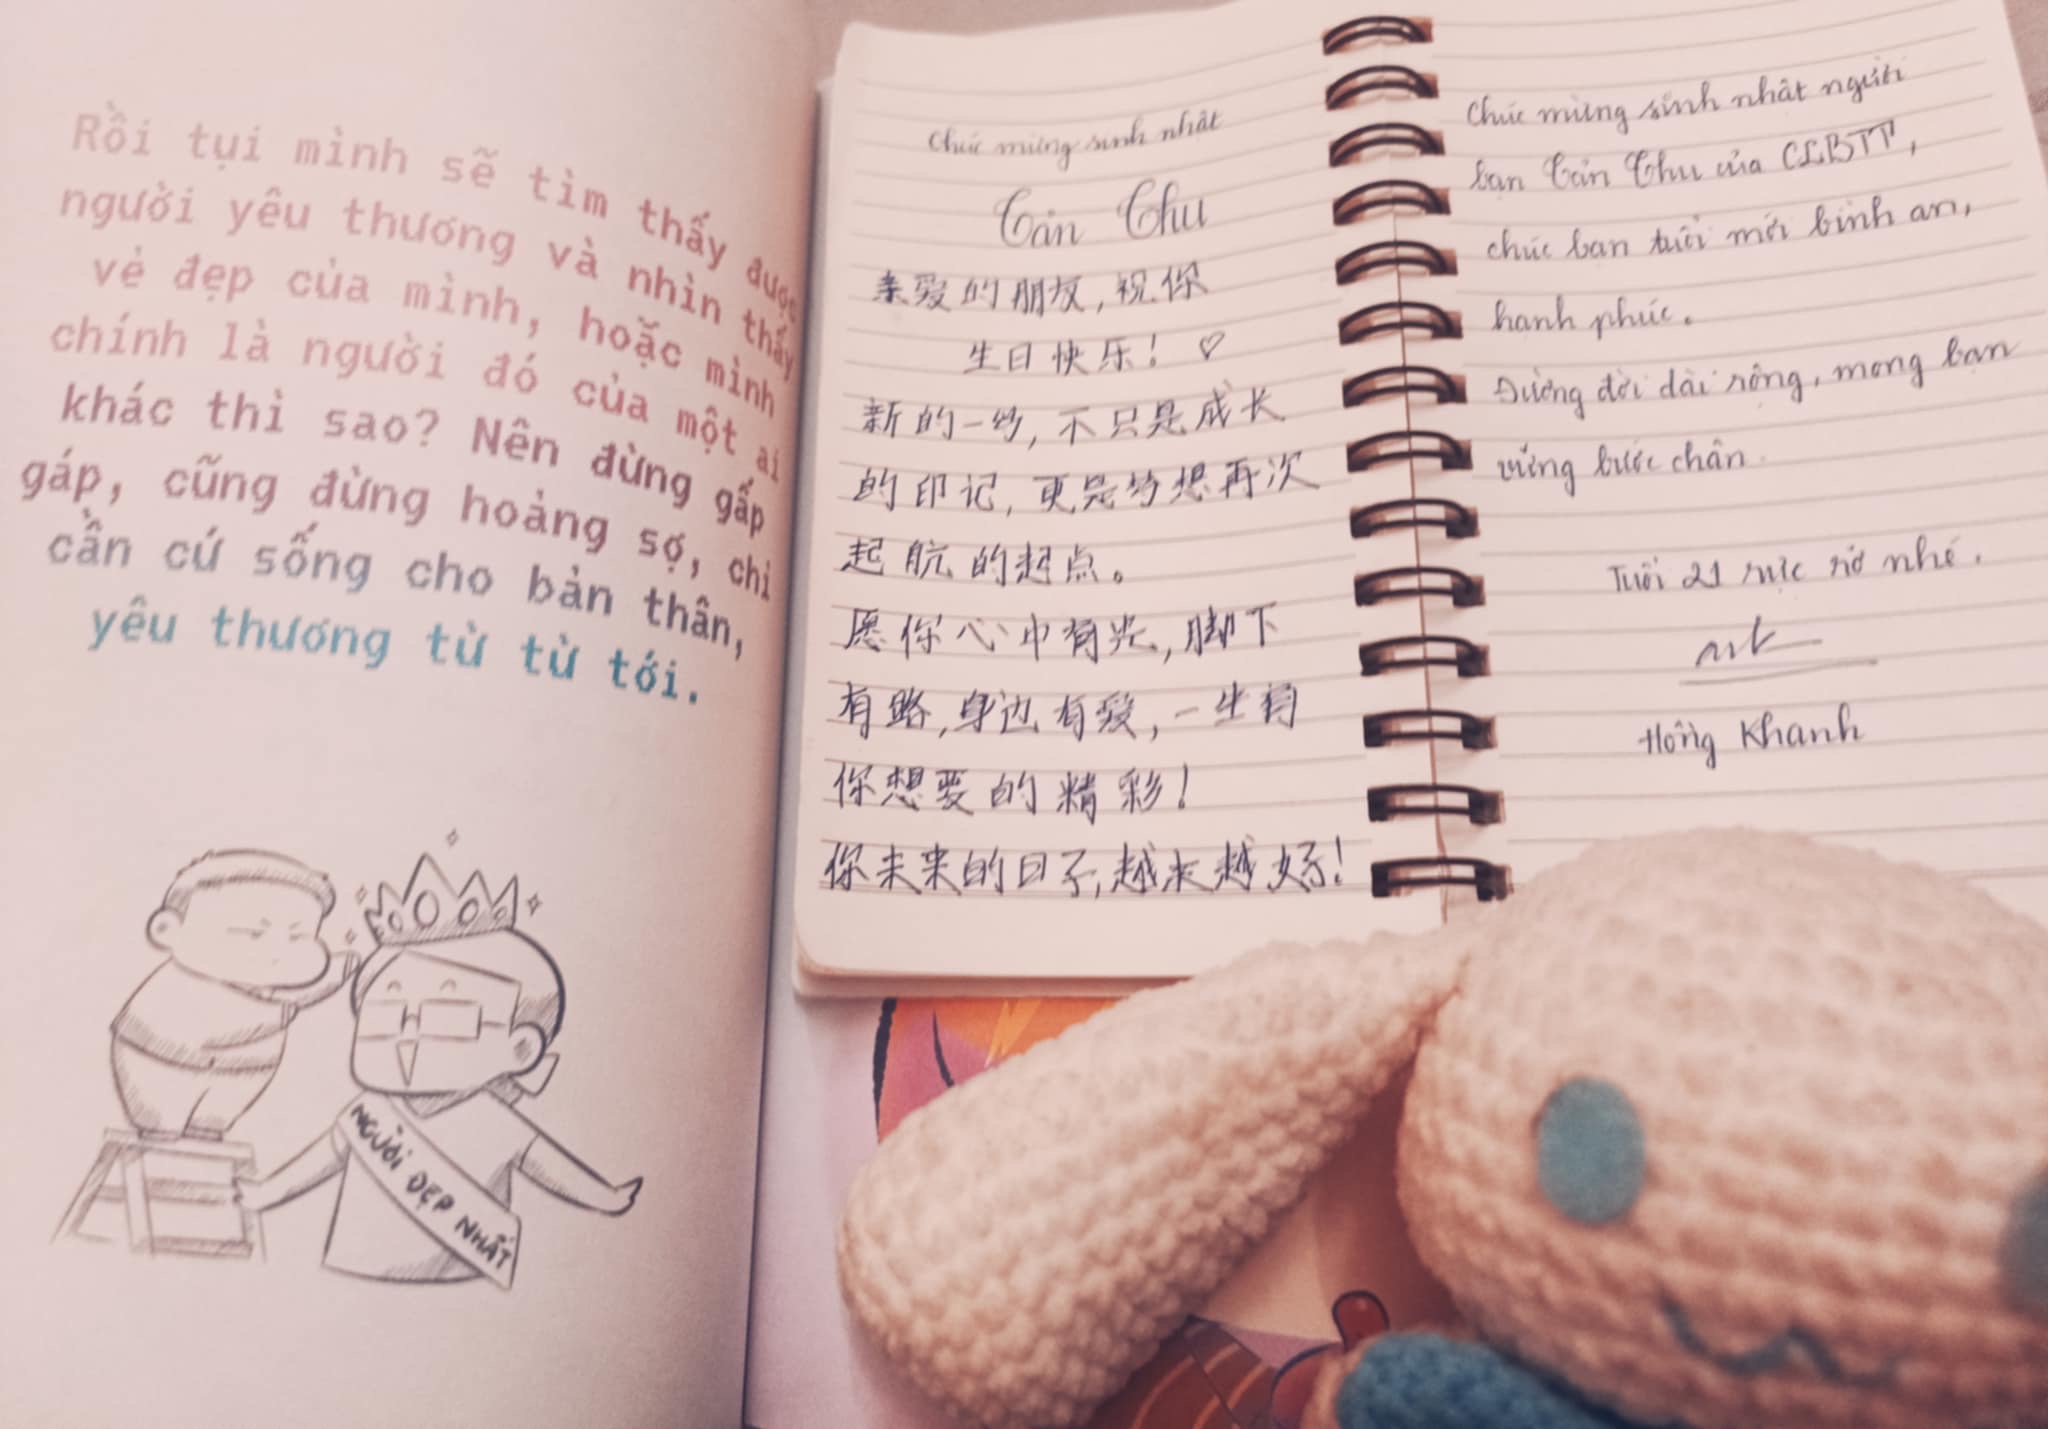 Rồi tụi mình sẽ tìm thấy được
người yêu thương và nhìn thấy
vẻ đẹp của mình, hoặc mình
chính là người đó của một ai
khác thì sao? Nên đừng gấp
gáp, cũng đừng hoảng sợ, chỉ
cần cứ sống cho bản thân,
yêu thương từ từ tới.
NGƯỜI ĐẸP NHẤT
Chúc mừng sinh nhật
Cản Chu
亲爱的朋友,祝你
生日快乐! ♡
新的一岁,不只是成长
的印记,更是梦想再次
起航的起点。
愿你心中有光,脚下
有路,身边有爱,一生有
你想要的精彩!
你未来的日子,越来越好!
Chúc mừng sinh nhật người
bạn Cản Chu của CLBTT,
chúc bạn tuổi mới bình an,
hạnh phúc.
Đường đời dài rộng, mong bạn
vững bước chân.
Tuổi 21 rực rỡ nhé.
Hồng Khanh